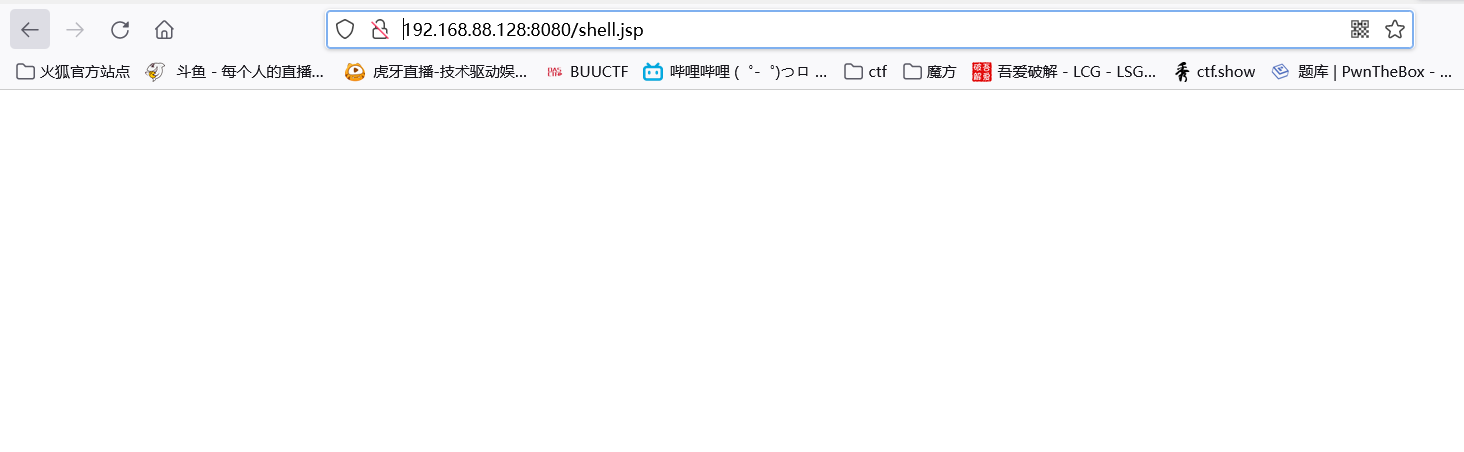 192.168.88.128:8080/shell.jsp
火狐官方站点 斗鱼 - 每个人的直播... 虎牙直播-技术驱动娱... BUUCTF 哔哩哔哩 ( ゜- ゜)つロ ... ctf 魔方 吾爱破解 - LCG - LSG... ctf.show 题库 | PwnTheBox - ...